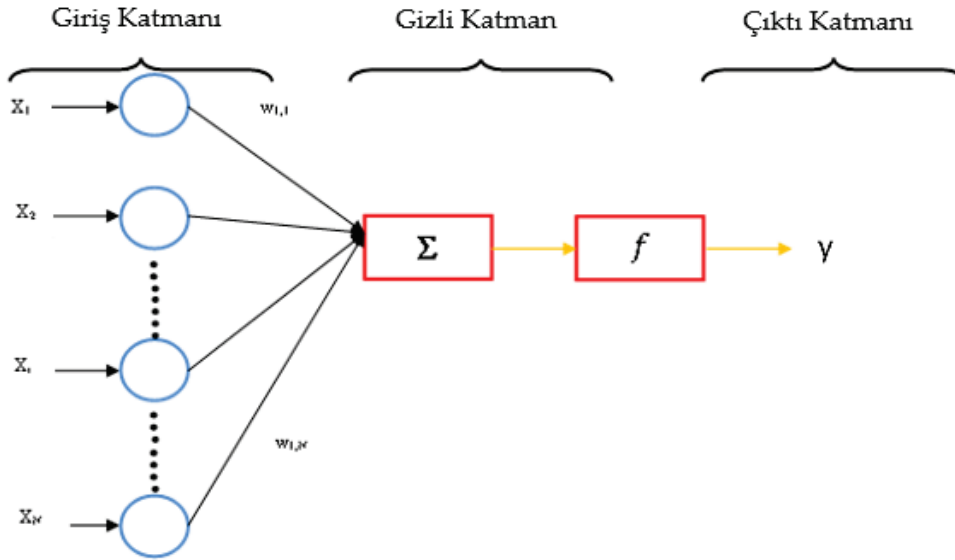 Giriş Katmanı
Gizli Katman
Çıktı Katmanı
X₁
w₁,₁
X₂
Σ
f
y
Xᵢ
w₁,ₙ
Xₙ